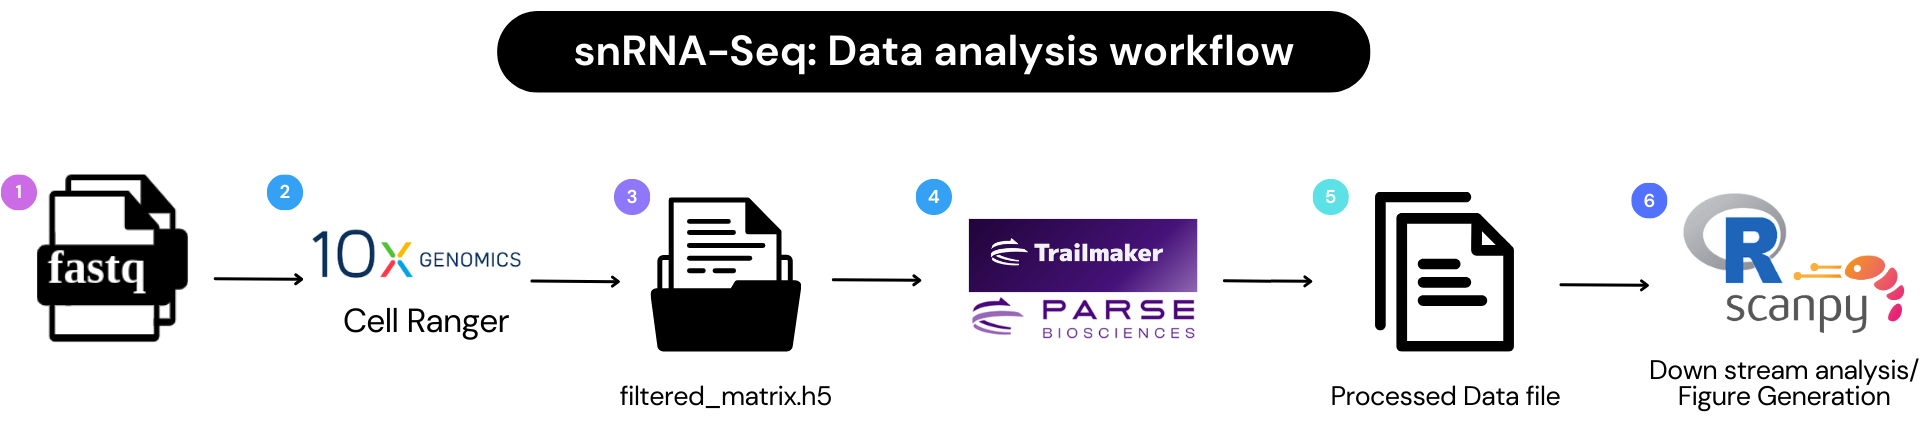 snRNA-Seq: Data analysis workflow
1
fastq
2
10X GENOMICS
Cell Ranger
3
filtered_matrix.h5
4
Trailmaker
PARSE
BIOSCIENCES
5
Processed Data file
6
R
scanpy
Down stream analysis/
Figure Generation